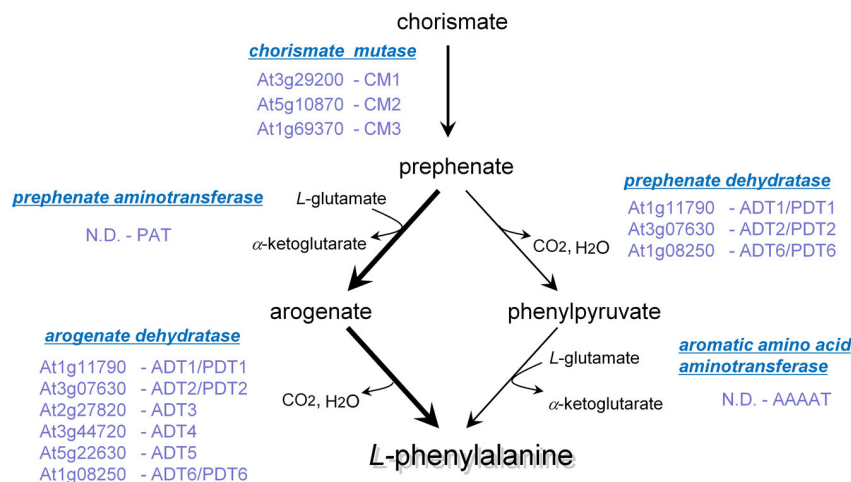 chorismate
chorismate mutase
At3g29200 - CM1
At5g10870 - CM2
At1g69370 - CM3
prephenate
prephenate aminotransferase
N.D. - PAT
L-glutamate
α-ketoglutarate
CO2, H2O
prephenate dehydratase
At1g11790 - ADT1/PDT1
At3g07630 - ADT2/PDT2
At1g08250 - ADT6/PDT6
arogenate
phenylpyruvate
arogenate dehydratase
At1g11790 - ADT1/PDT1
At3g07630 - ADT2/PDT2
At2g27820 - ADT3
At3g44720 - ADT4
At5g22630 - ADT5
At1g08250 - ADT6/PDT6
CO2, H2O
L-glutamate
α-ketoglutarate
aromatic amino acid
aminotransferase
N.D. - AAAAT
L-phenylalanine